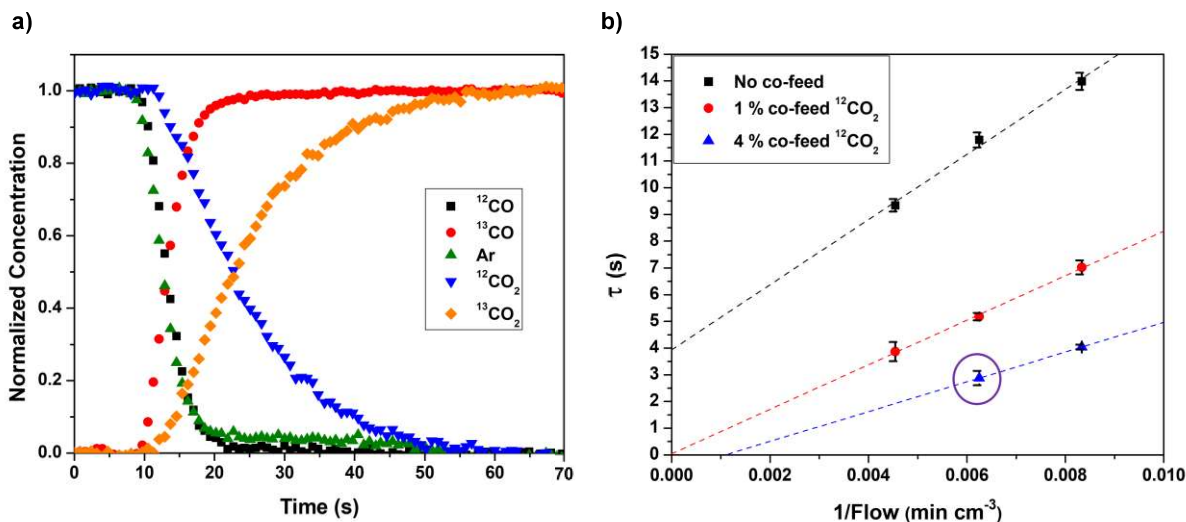 a)
Normalized Concentration
1.0
0.8
0.6
0.4
0.2
0.0
0
10
20
30
40
50
60
70
Time (s)
¹²CO
¹³CO
Ar
¹²CO₂
¹³CO₂
b)
τ (s)
15
14
13
12
11
10
9
8
7
6
5
4
3
2
1
0
0.000
0.002
0.004
0.006
0.008
0.010
1/Flow (min cm⁻³)
No co-feed
1 % co-feed ¹²CO₂
4 % co-feed ¹²CO₂